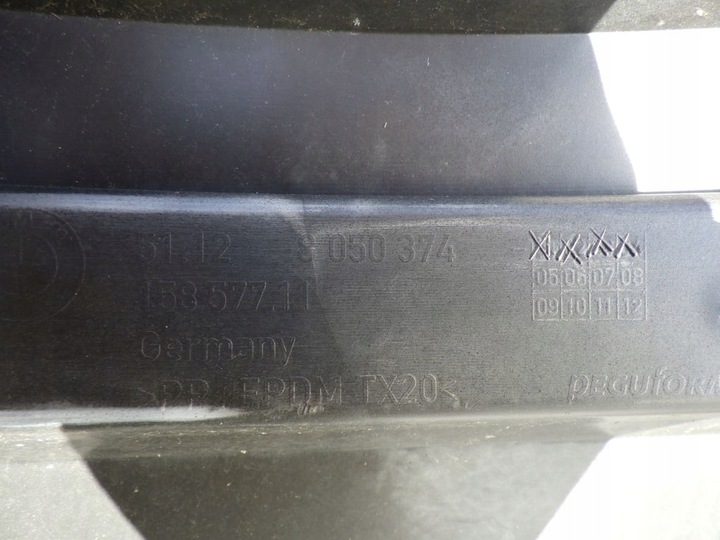 51.12 8 050 374
158 577.11
05 06 07 08
09 10 11 12
Germany
>PP/EPDM-TX20<
peguform